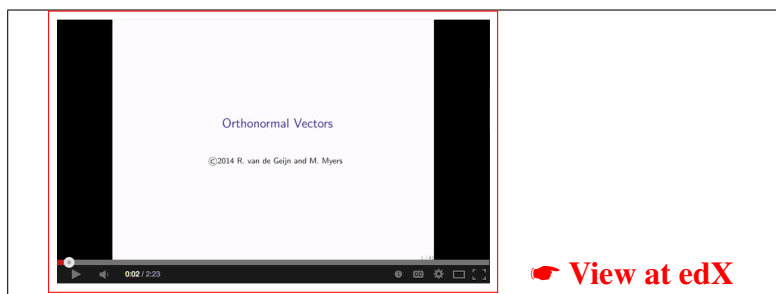 Orthonormal Vectors
©2014 R. van de Geijn and M. Myers
0:02 / 2:23
☛ View at edX